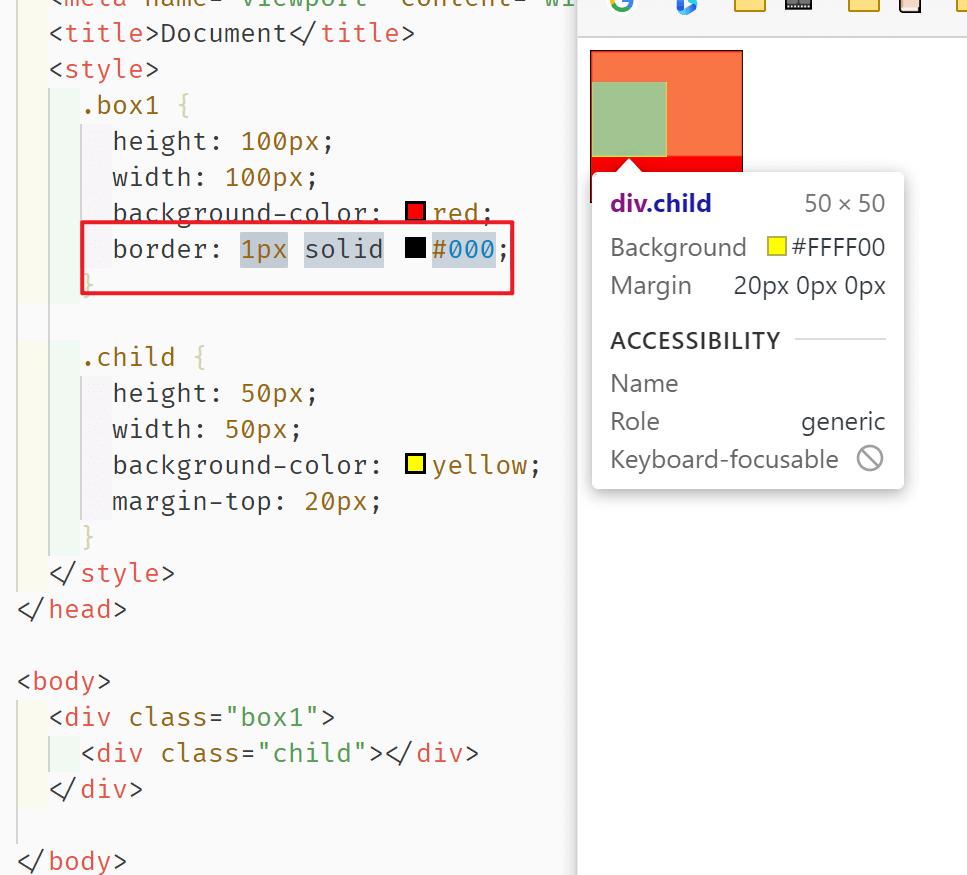 <meta name="viewport" content="wi
<title>Document</title>
<style>
.box1 {
height: 100px;
width: 100px;
background-color: red;
border: 1px solid #000;
}
.child {
height: 50px;
width: 50px;
background-color: yellow;
margin-top: 20px;
}
</style>
</head>
<body>
<div class="box1">
<div class="child"></div>
</div>
</body>
div.child 50 × 50
Background #FFFF00
Margin 20px 0px 0px
ACCESSIBILITY
Name
Role generic
Keyboard-focusable